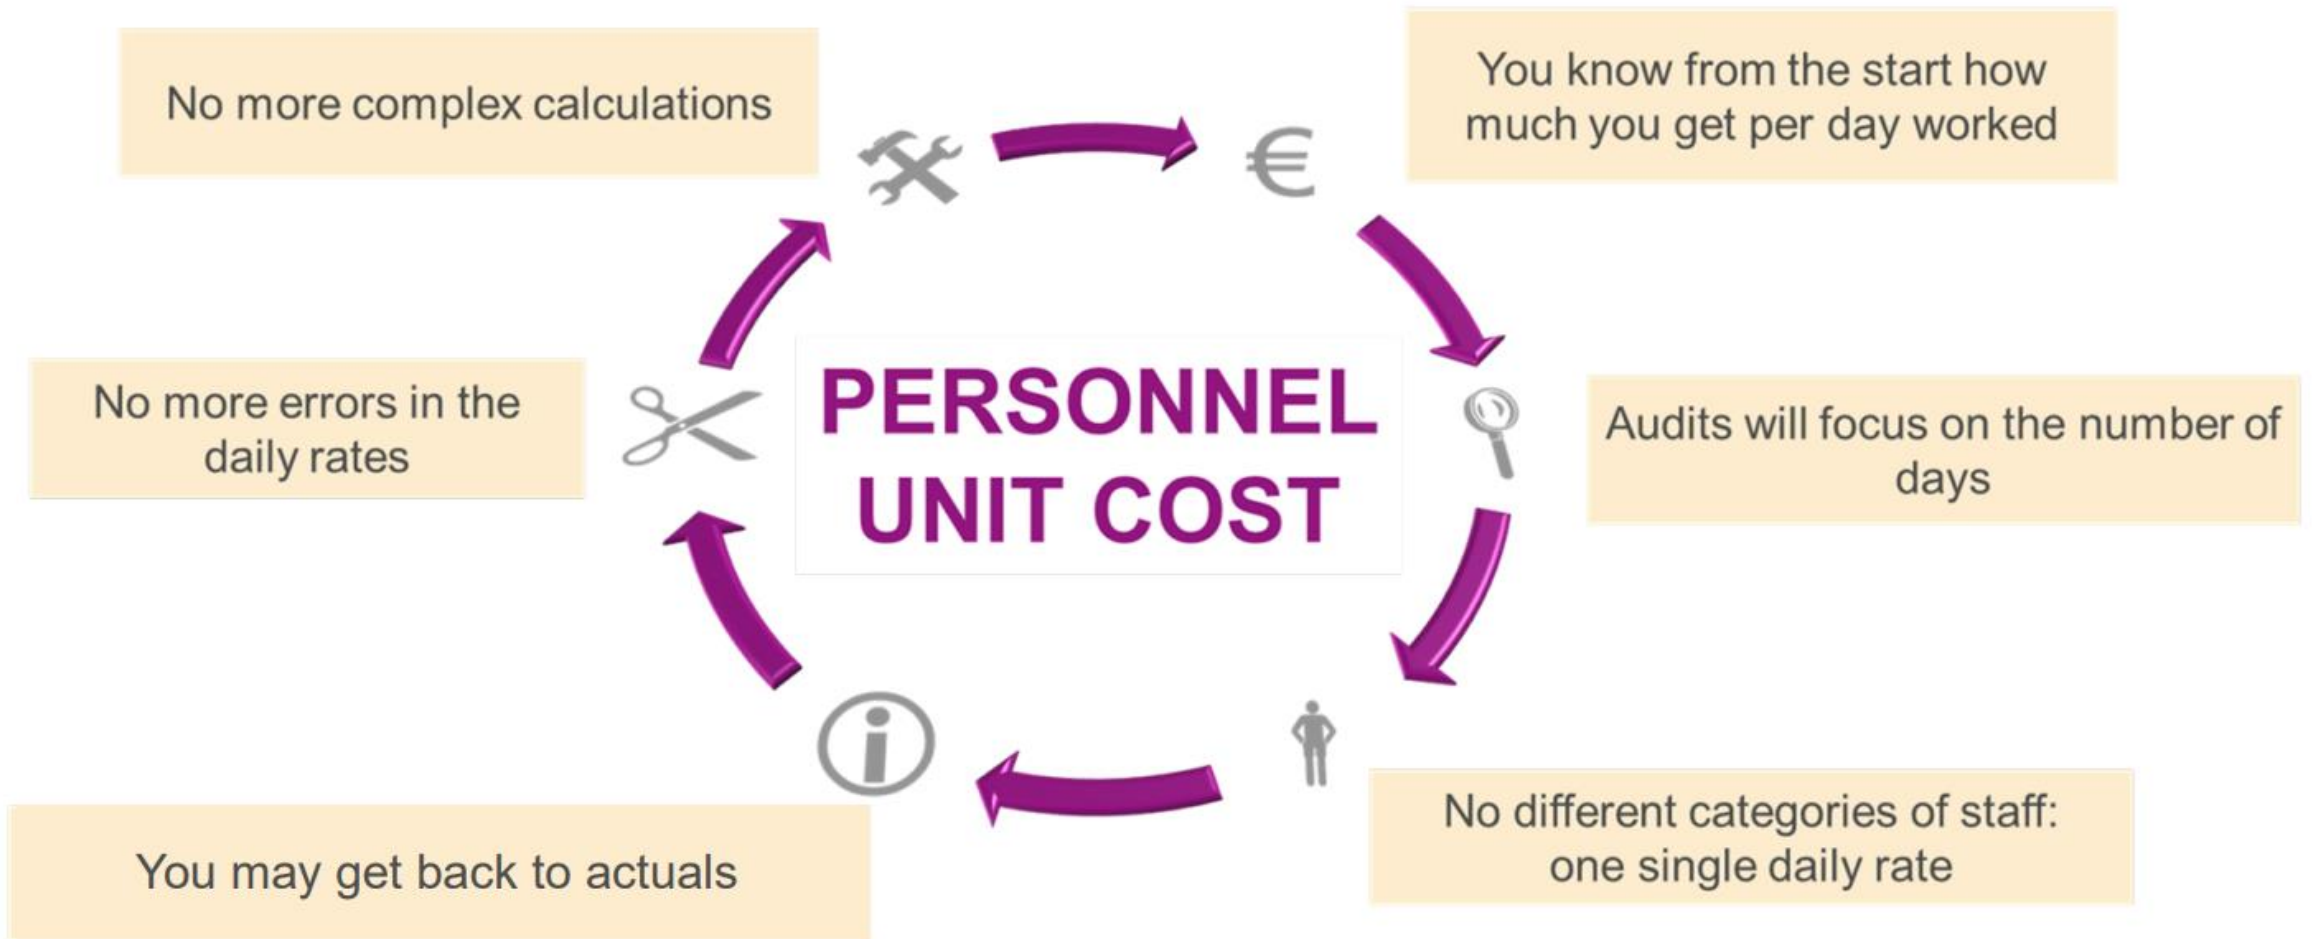 No more complex calculations
You know from the start how
much you get per day worked
€
No more errors in the
daily rates
PERSONNEL
UNIT COST
Audits will focus on the number of
days
No different categories of staff:
one single daily rate
You may get back to actuals